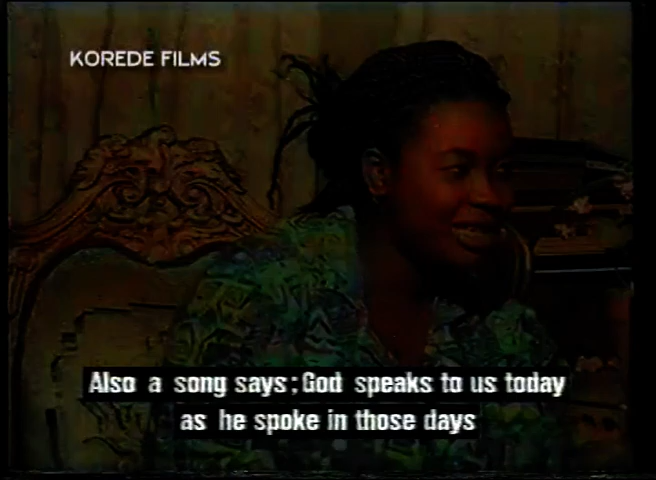 KOREDE FILMS
Also a song says;God speaks to us today
as he spoke in those days